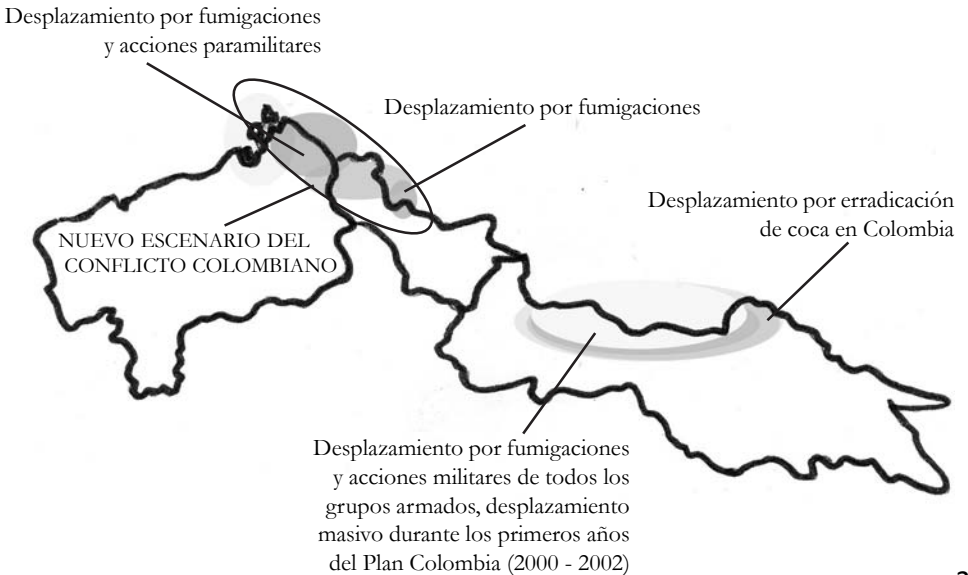 Desplazamiento por fumigaciones
y acciones paramilitares
Desplazamiento por fumigaciones
Desplazamiento por erradicación
de coca en Colombia
NUEVO ESCENARIO DEL
CONFLICTO COLOMBIANO
Desplazamiento por fumigaciones
y acciones militares de todos los
grupos armados, desplazamiento
masivo durante los primeros años
del Plan Colombia (2000 - 2002)